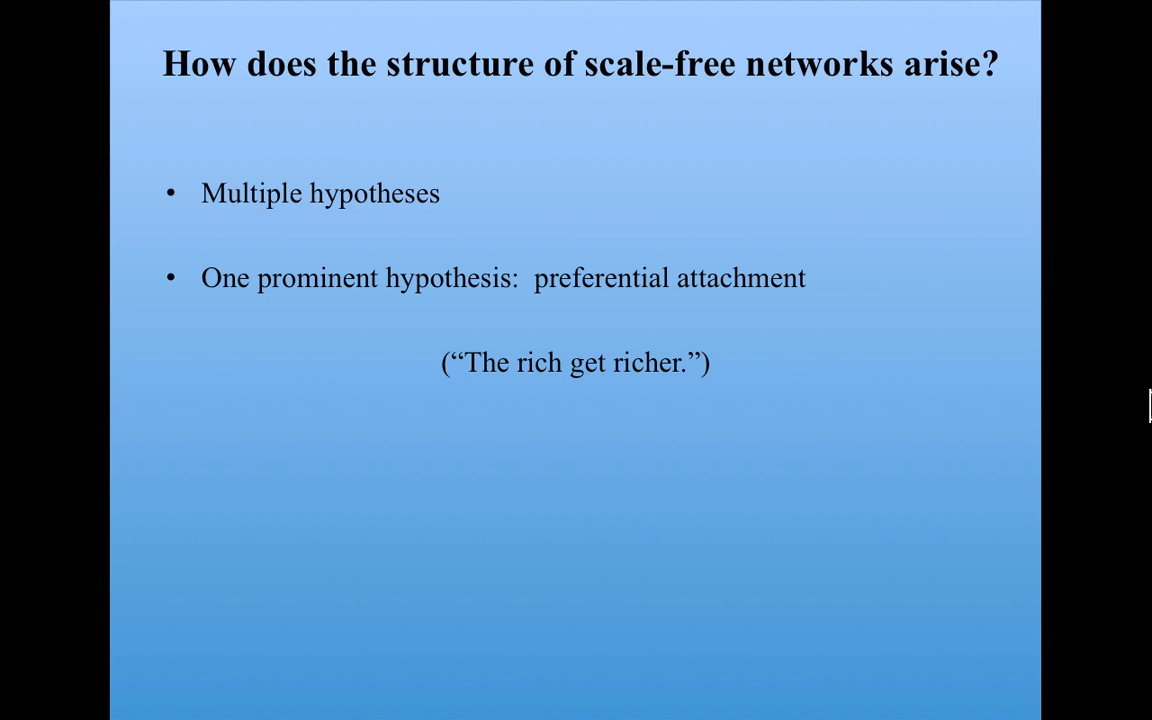 How does the structure of scale-free networks arise?
• Multiple hypotheses
• One prominent hypothesis:  preferential attachment
(“The rich get richer.”)